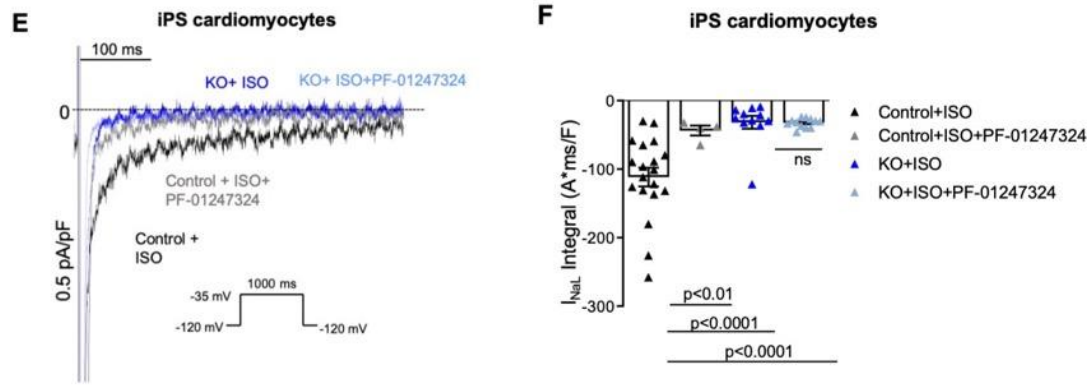 E
iPS cardiomyocytes
100 ms
KO+ ISO
KO+ ISO+PF-01247324
0
Control + ISO+
PF-01247324
Control +
ISO
0.5 pA/pF
1000 ms
-35 mV
-120 mV
-120 mV
F
iPS cardiomyocytes
0
-100
-200
-300
I_NaL Integral (A*ms/F)
ns
p<0.01
p<0.0001
p<0.0001
Control+ISO
Control+ISO+PF-01247324
KO+ISO
KO+ISO+PF-01247324